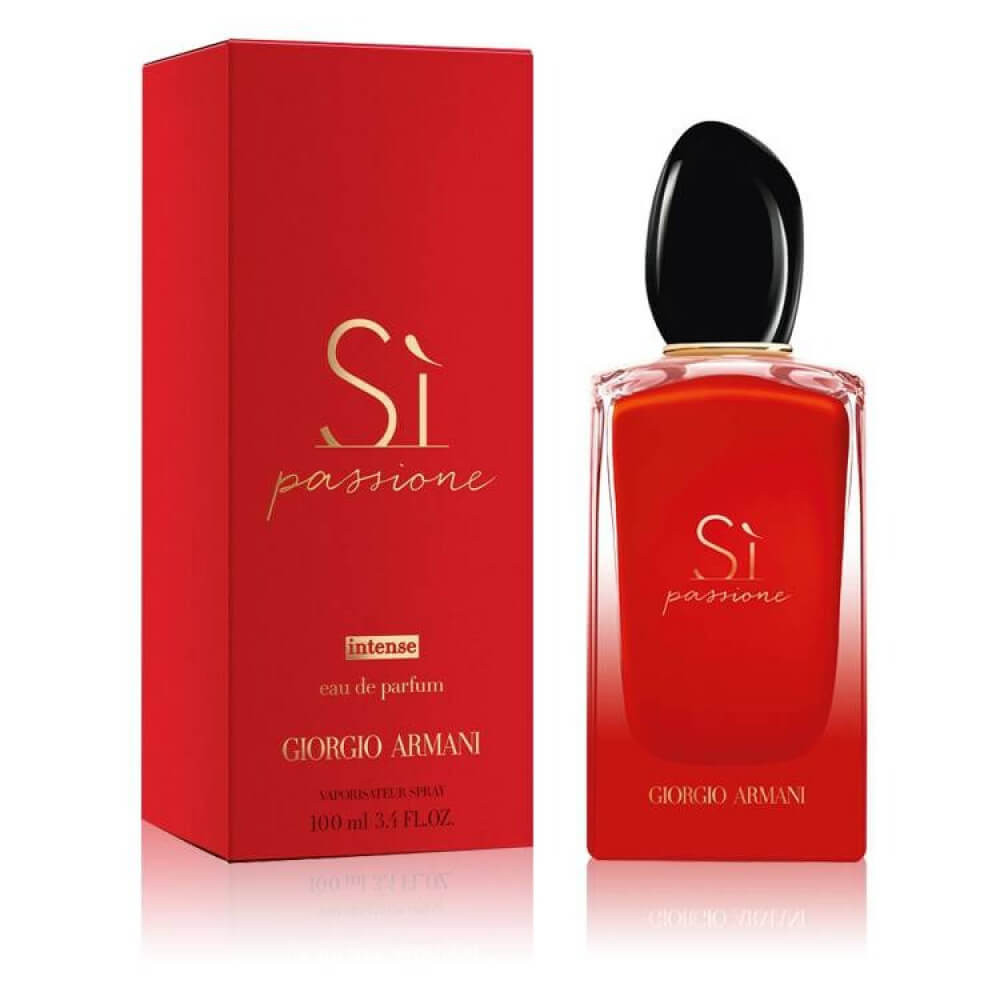 Sì
passione
intense
eau de parfum
GIORGIO ARMANI
VAPORISATEUR SPRAY
100 ml 3.4 FL.OZ.
Sì
passione
GIORGIO ARMANI